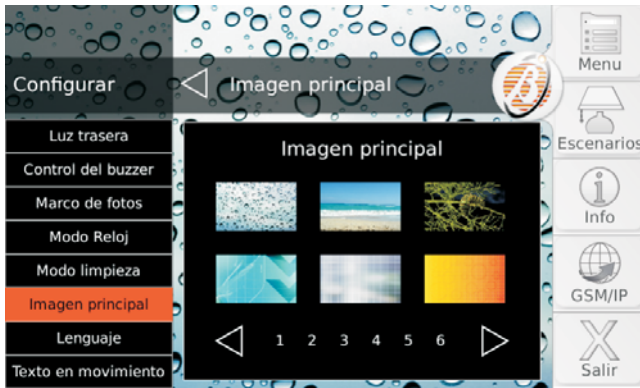 Configurar
Imagen principal
Luz trasera
Control del buzzer
Marco de fotos
Modo Reloj
Modo limpieza
Imagen principal
Lenguaje
Texto en movimiento
Imagen principal
1 2 3 4 5 6
Menu
Escenarios
Info
GSM/IP
Salir